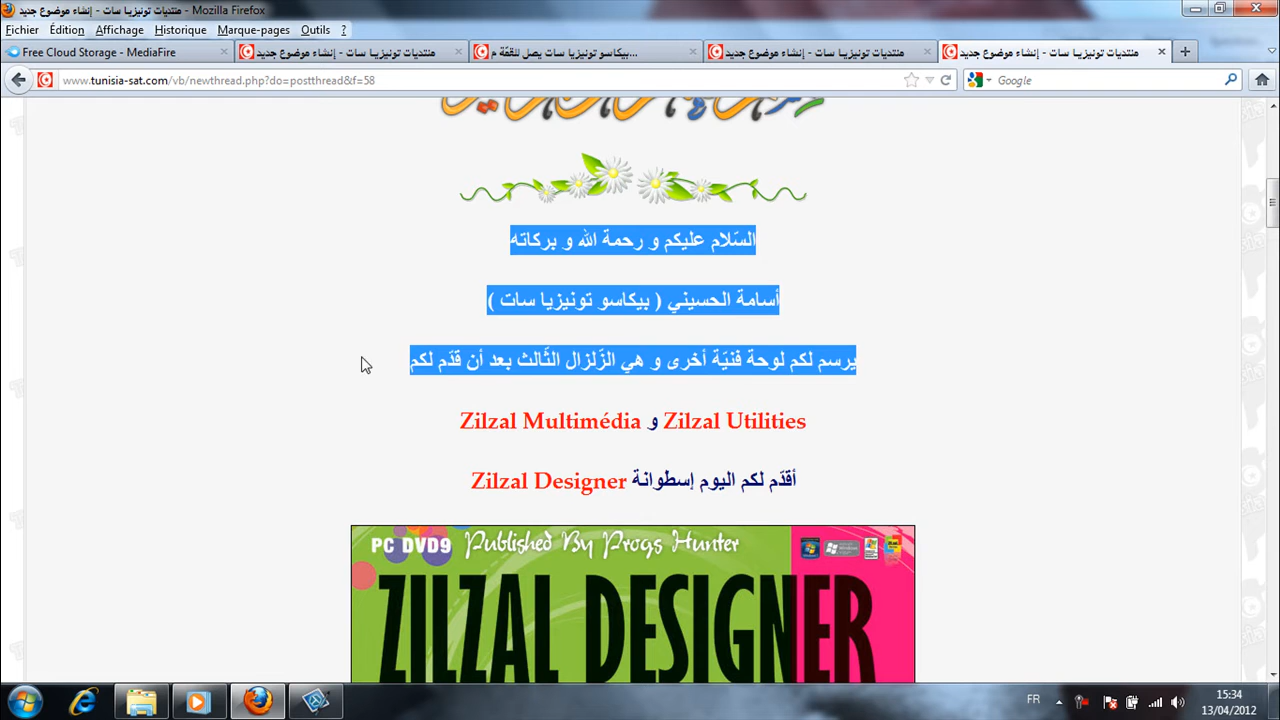 منتديات تونيزيا سات - إنشاء موضوع جديد - Mozilla Firefox
Fichier Édition Affichage Historique Marque-pages Outils ?
Free Cloud Storage - MediaFire
منتديات تونيزيا سات - إنشاء موضوع جديد
بيكاسو تونيزيا سات يصل للقمّة م...
منتديات تونيزيا سات - إنشاء موضوع جديد
منتديات تونيزيا سات - إنشاء موضوع جديد
www.tunisia-sat.com/vb/newthread.php?do=postthread&f=58
Google
السّلام عليكم و رحمة الله و بركاته
أسامة الحسيني ( بيكاسو تونيزيا سات )
يرسم لكم لوحة فنيّة أخرى و هي الزّلزال الثّالث بعد أن قدّم لكم
Zilzal Multimédia و Zilzal Utilities
أقدّم لكم اليوم إسطوانة Zilzal Designer
PC DVD9 Published By Progs Hunter
ZILZAL DESIGNER
FR
15:34
13/04/2012